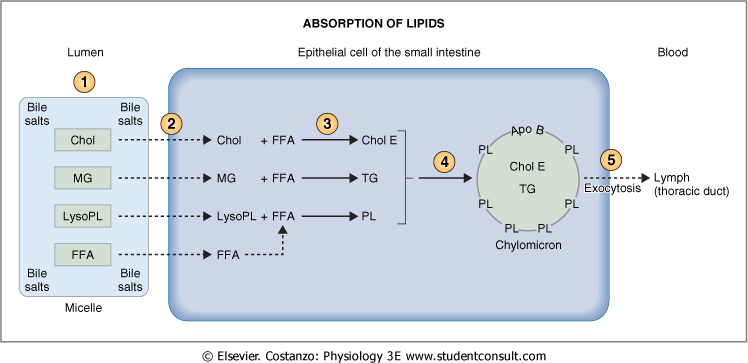 ABSORPTION OF LIPIDS
Lumen
Epithelial cell of the small intestine
Blood
1
Bile salts
Bile salts
2
3
Chol
Chol + FFA
Chol E
MG
MG + FFA
TG
LysoPL
LysoPL + FFA
PL
FFA
FFA
Bile salts
Bile salts
Micelle
4
Apo B
PL
PL
Chol E
TG
PL
PL
PL
PL
Chylomicron
5
Exocytosis
Lymph
(thoracic duct)
© Elsevier. Costanzo: Physiology 3E www.studentconsult.com